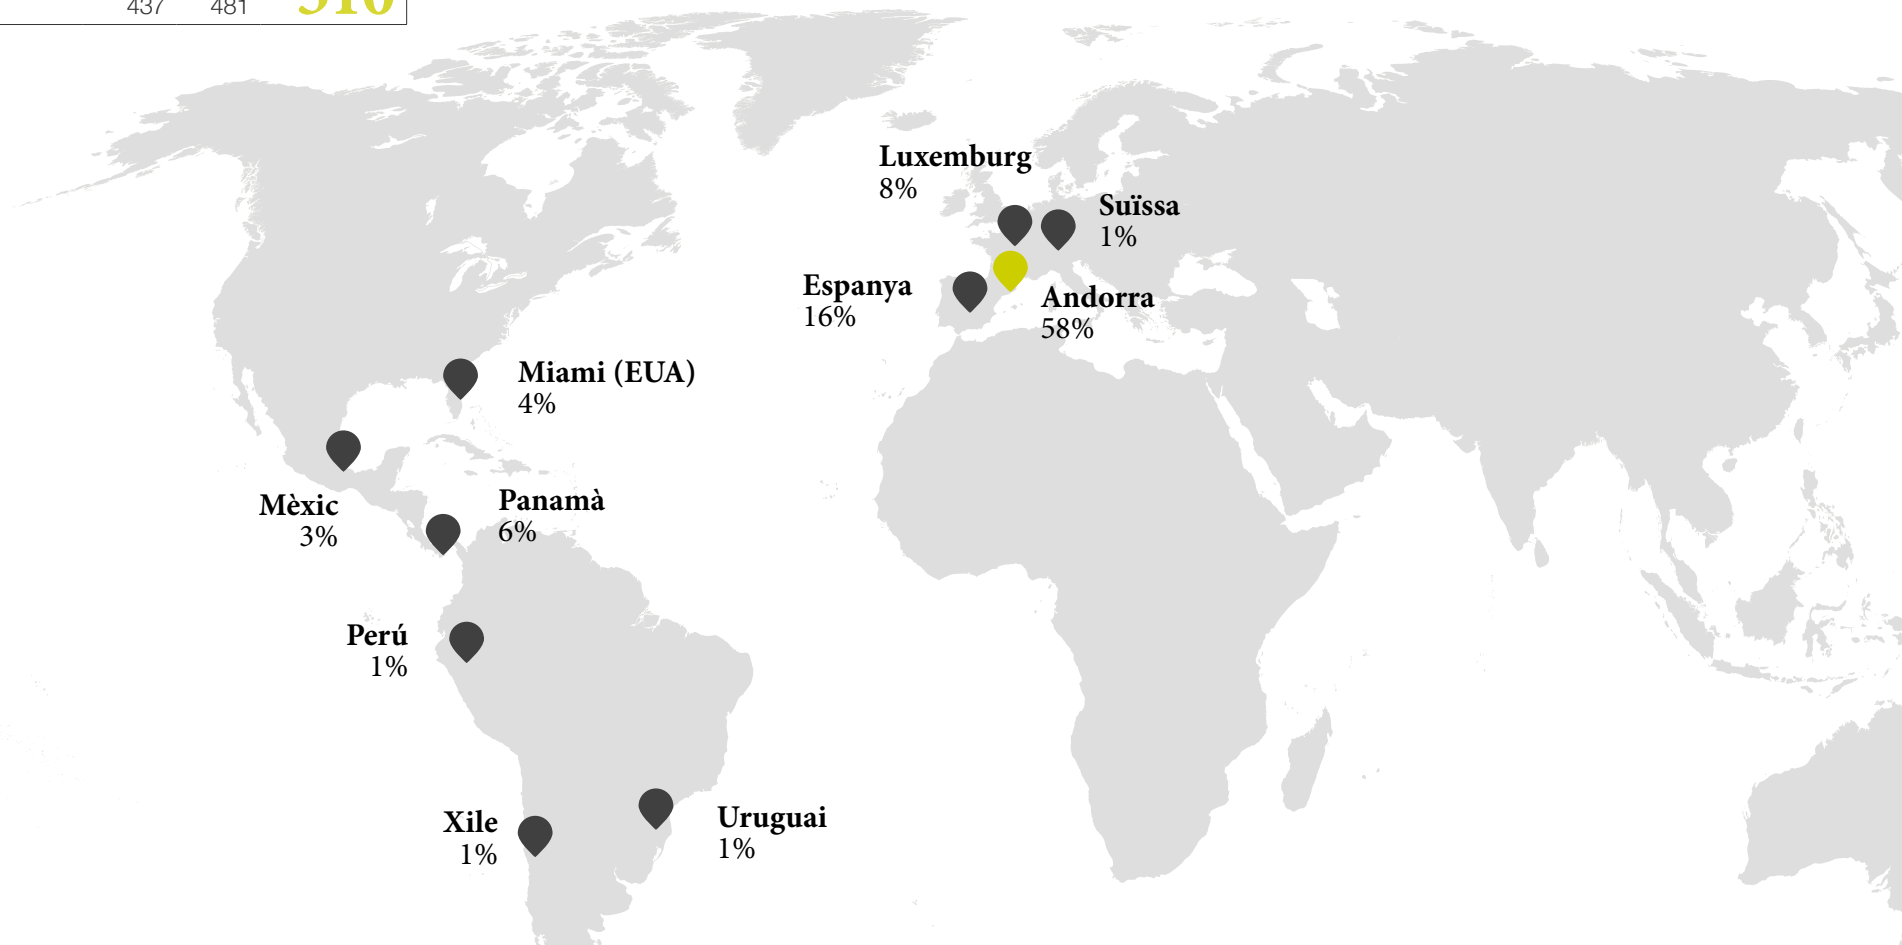 437 481 510
Luxemburg
8%
Suïssa
1%
Espanya
16%
Andorra
58%
Miami (EUA)
4%
Mèxic
3%
Panamà
6%
Perú
1%
Xile
1%
Uruguai
1%